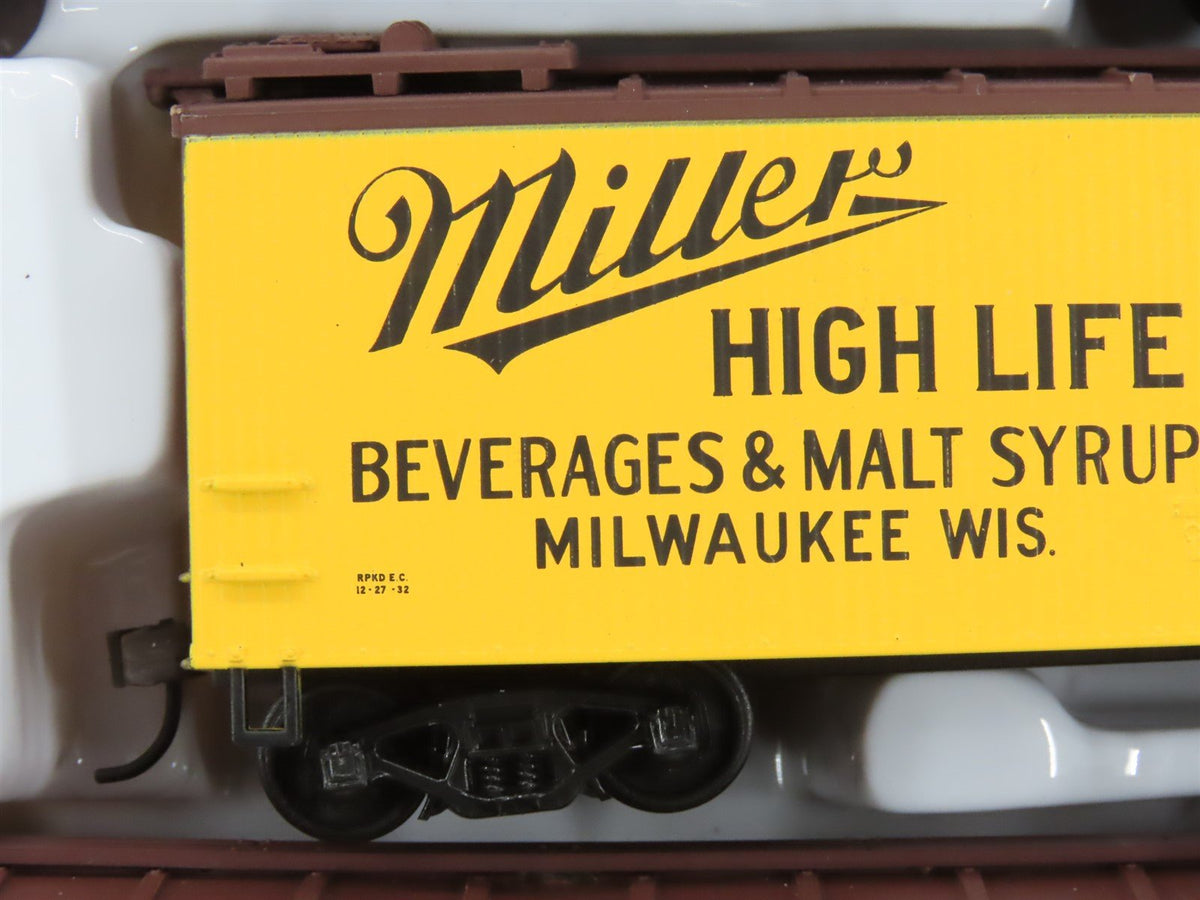 Miller
HIGH LIFE
BEVERAGES & MALT SYRUP
MILWAUKEE WIS.
RPKD E.C.
12-27-32